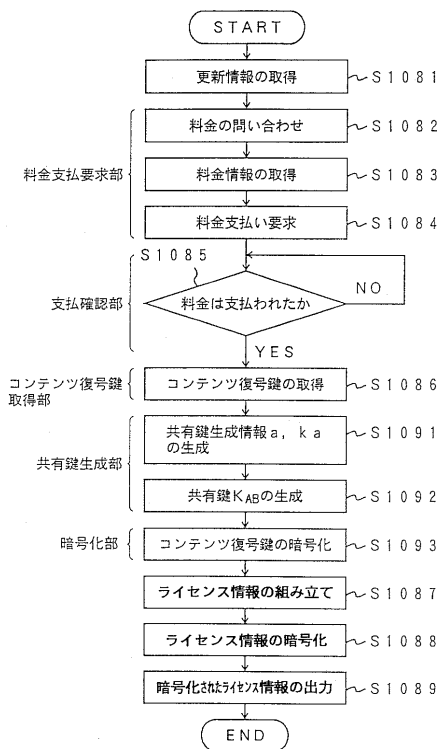 START
更新情報の取得 S1081
料金の問い合わせ S1082
料金支払要求部
料金情報の取得 S1083
料金支払い要求 S1084
S1085
支払確認部
料金は支払われたか
NO
YES
コンテンツ復号鍵
取得部
コンテンツ復号鍵の取得 S1086
共有鍵生成情報a, ka
の生成 S1091
共有鍵生成部
共有鍵KABの生成 S1092
暗号化部
コンテンツ復号鍵の暗号化 S1093
ライセンス情報の組み立て S1087
ライセンス情報の暗号化 S1088
暗号化されたライセンス情報の出力 S1089
END